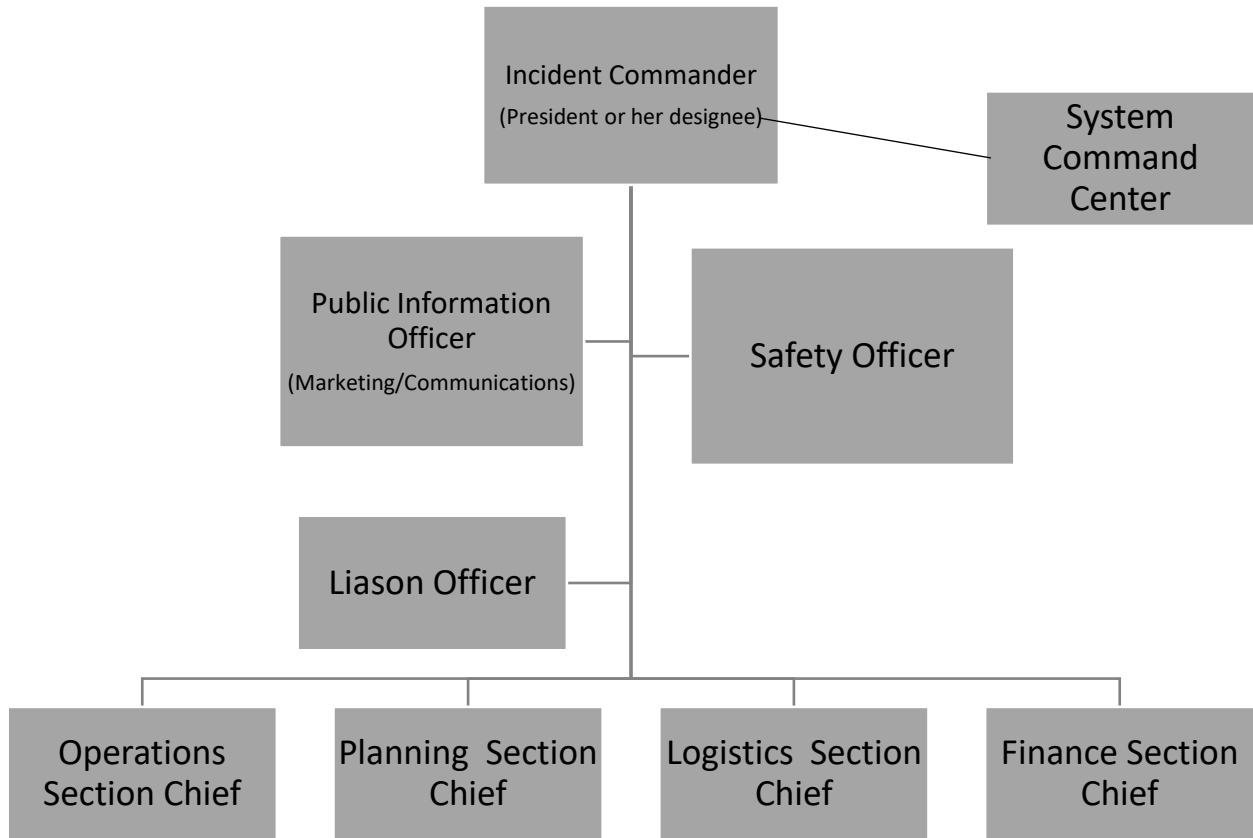 Incident Commander
(President or her designee)
System
Command
Center
Public Information
Officer
(Marketing/Communications)
Safety Officer
Liason Officer
Operations
Section Chief
Planning  Section
Chief
Logistics  Section
Chief
Finance Section
Chief